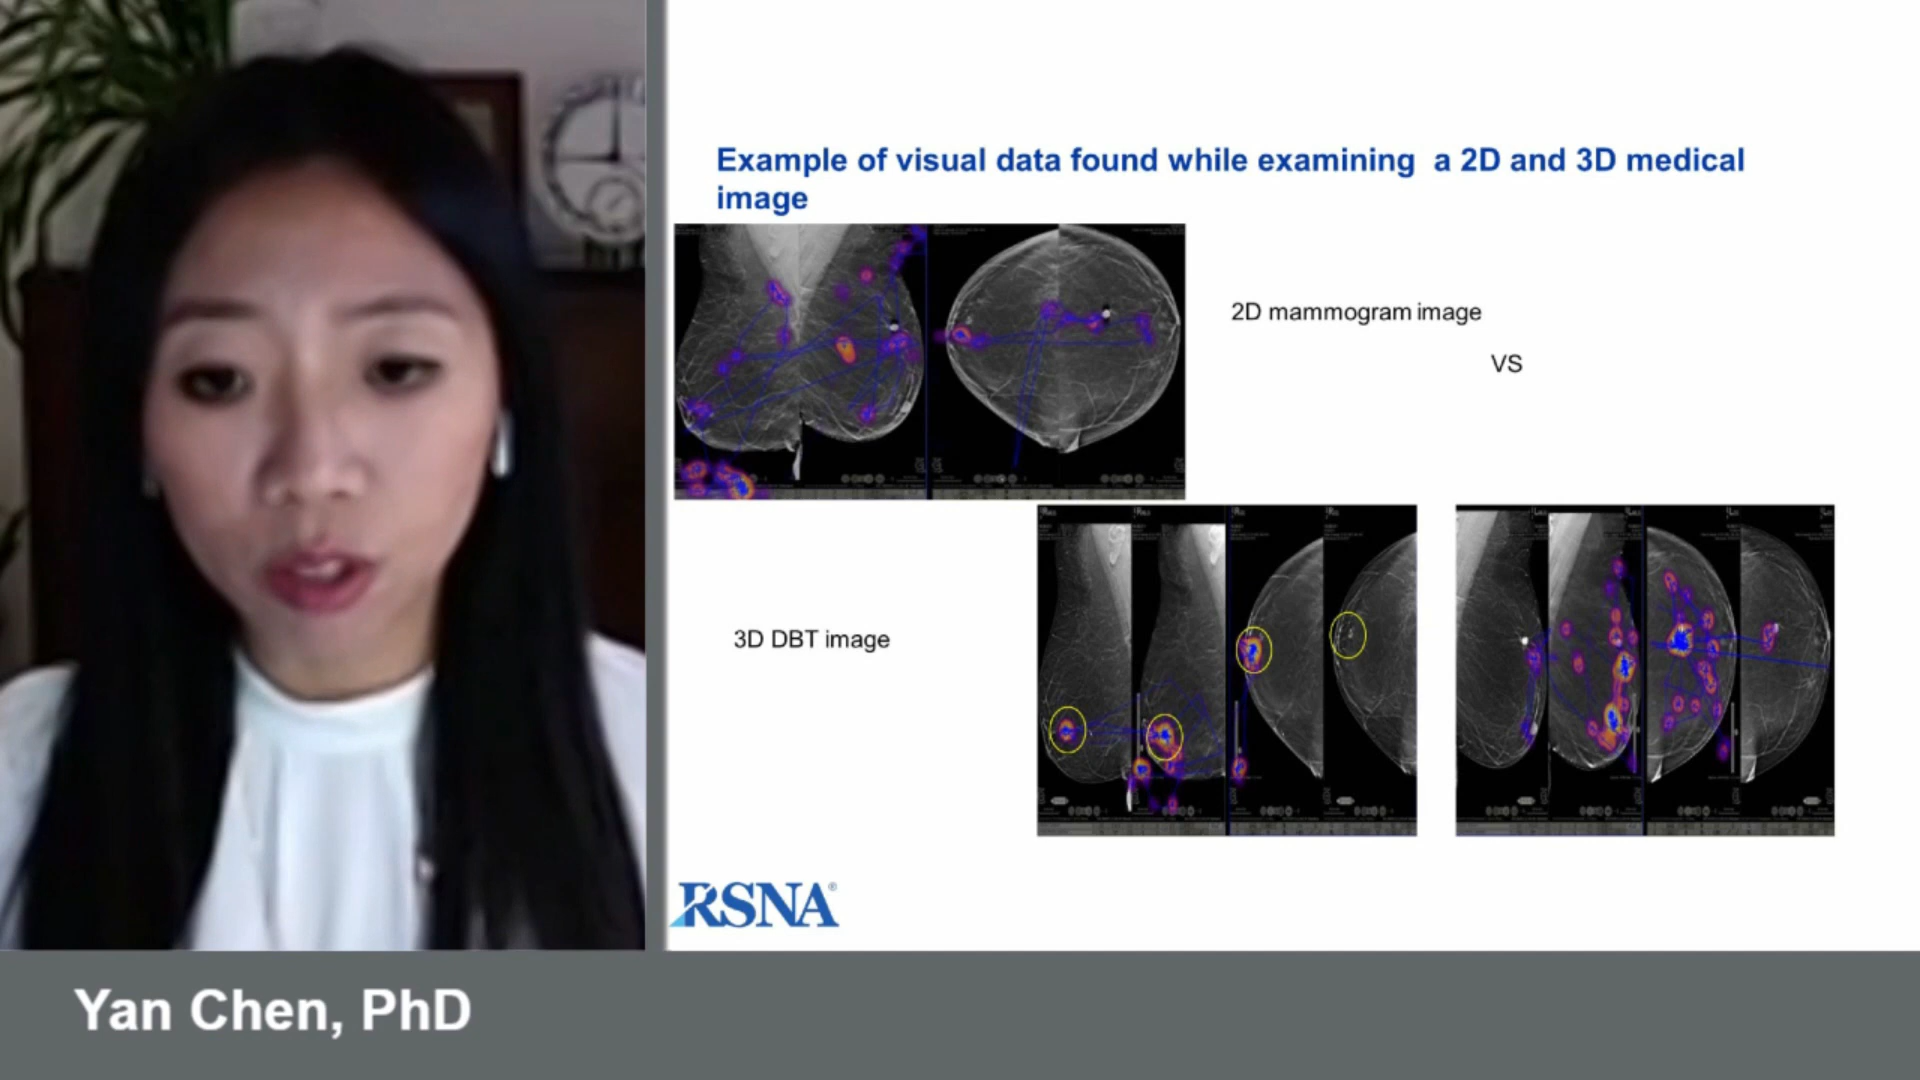 Example of visual data found while examining a 2D and 3D medical
image
2D mammogram image
VS
3D DBT image
RSNA®
Yan Chen, PhD